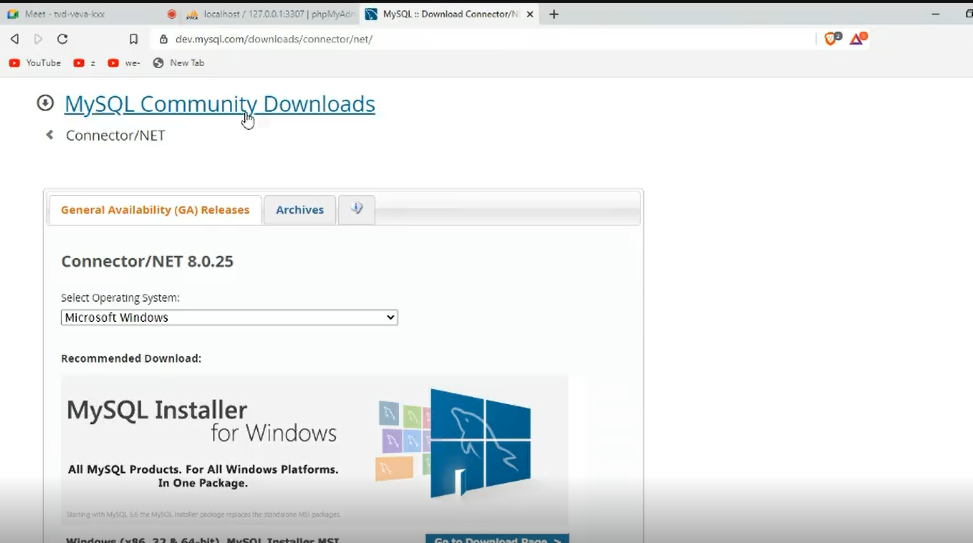 Meet - tvd-veva-kxx
localhost / 127.0.0.1:3307 | phpMyAdm
MySQL :: Download Connector/N
dev.mysql.com/downloads/connector/net/
YouTube
z
we-
New Tab
MySQL Community Downloads
Connector/NET
General Availability (GA) Releases
Archives
Connector/NET 8.0.25
Select Operating System:
Microsoft Windows
Recommended Download:
MySQL Installer
for Windows
All MySQL Products. For All Windows Platforms.
In One Package.
Starting with MySQL 5.6 the MySQL Installer package replaces the standalone MSI packages.
Windows (x86, 32 & 64-bit), MySQL Installer MSI
Go to Download Page >